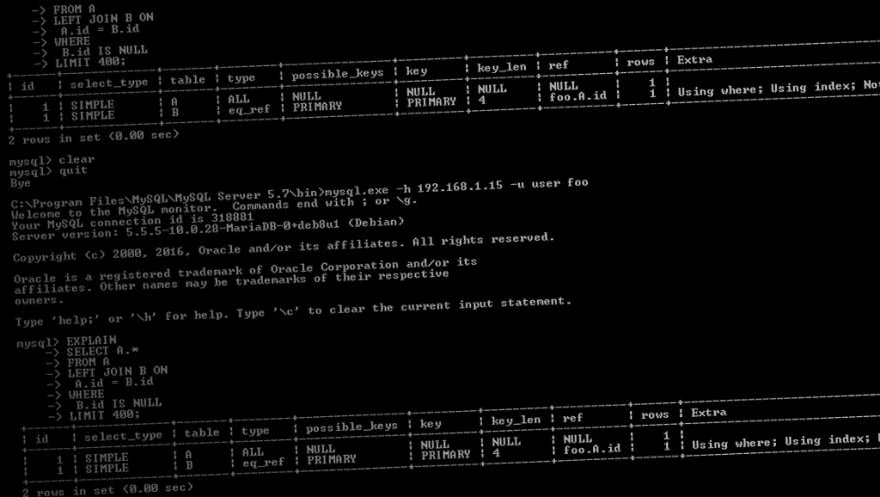 -> FROM A
-> LEFT JOIN B ON
->  A.id = B.id
-> WHERE
->  B.id IS NULL
-> LIMIT 400;
| id | select_type | table | type | possible_keys | key | key_len | ref | rows | Extra
| 1 | SIMPLE | A | ALL | NULL | NULL | NULL | NULL | 1 |
| 1 | SIMPLE | B | eq_ref | PRIMARY | PRIMARY | 4 | foo.A.id | 1 | Using where; Using index;
2 rows in set (0.00 sec)
mysql> clear
mysql> quit
Bye
C:\Program Files\MySQL\MySQL Server 5.7\bin>mysql.exe -h 192.168.1.15 -u user foo
Welcome to the MySQL monitor.  Commands end with ; or \g.
Your MySQL connection id is 318881
Server version: 5.5.5-10.0.28-MariaDB-0+deb8u1 (Debian)
Copyright (c) 2000, 2016, Oracle and/or its affiliates. All rights reserved.
Oracle is a registered trademark of Oracle Corporation and/or its
affiliates. Other names may be trademarks of their respective
owners.
Type 'help;' or '\h' for help. Type '\c' to clear the current input statement.
mysql> EXPLAIN
-> SELECT A.*
-> FROM A
-> LEFT JOIN B ON
->  A.id = B.id
-> WHERE
->  B.id IS NULL
-> LIMIT 400;
| id | select_type | table | type | possible_keys | key | key_len | ref | rows | Extra
| 1 | SIMPLE | A | ALL | NULL | NULL | NULL | NULL | 1 |
| 1 | SIMPLE | B | eq_ref | PRIMARY | PRIMARY | 4 | foo.A.id | 1 | Using where; Using index;
2 rows in set (0.00 sec)